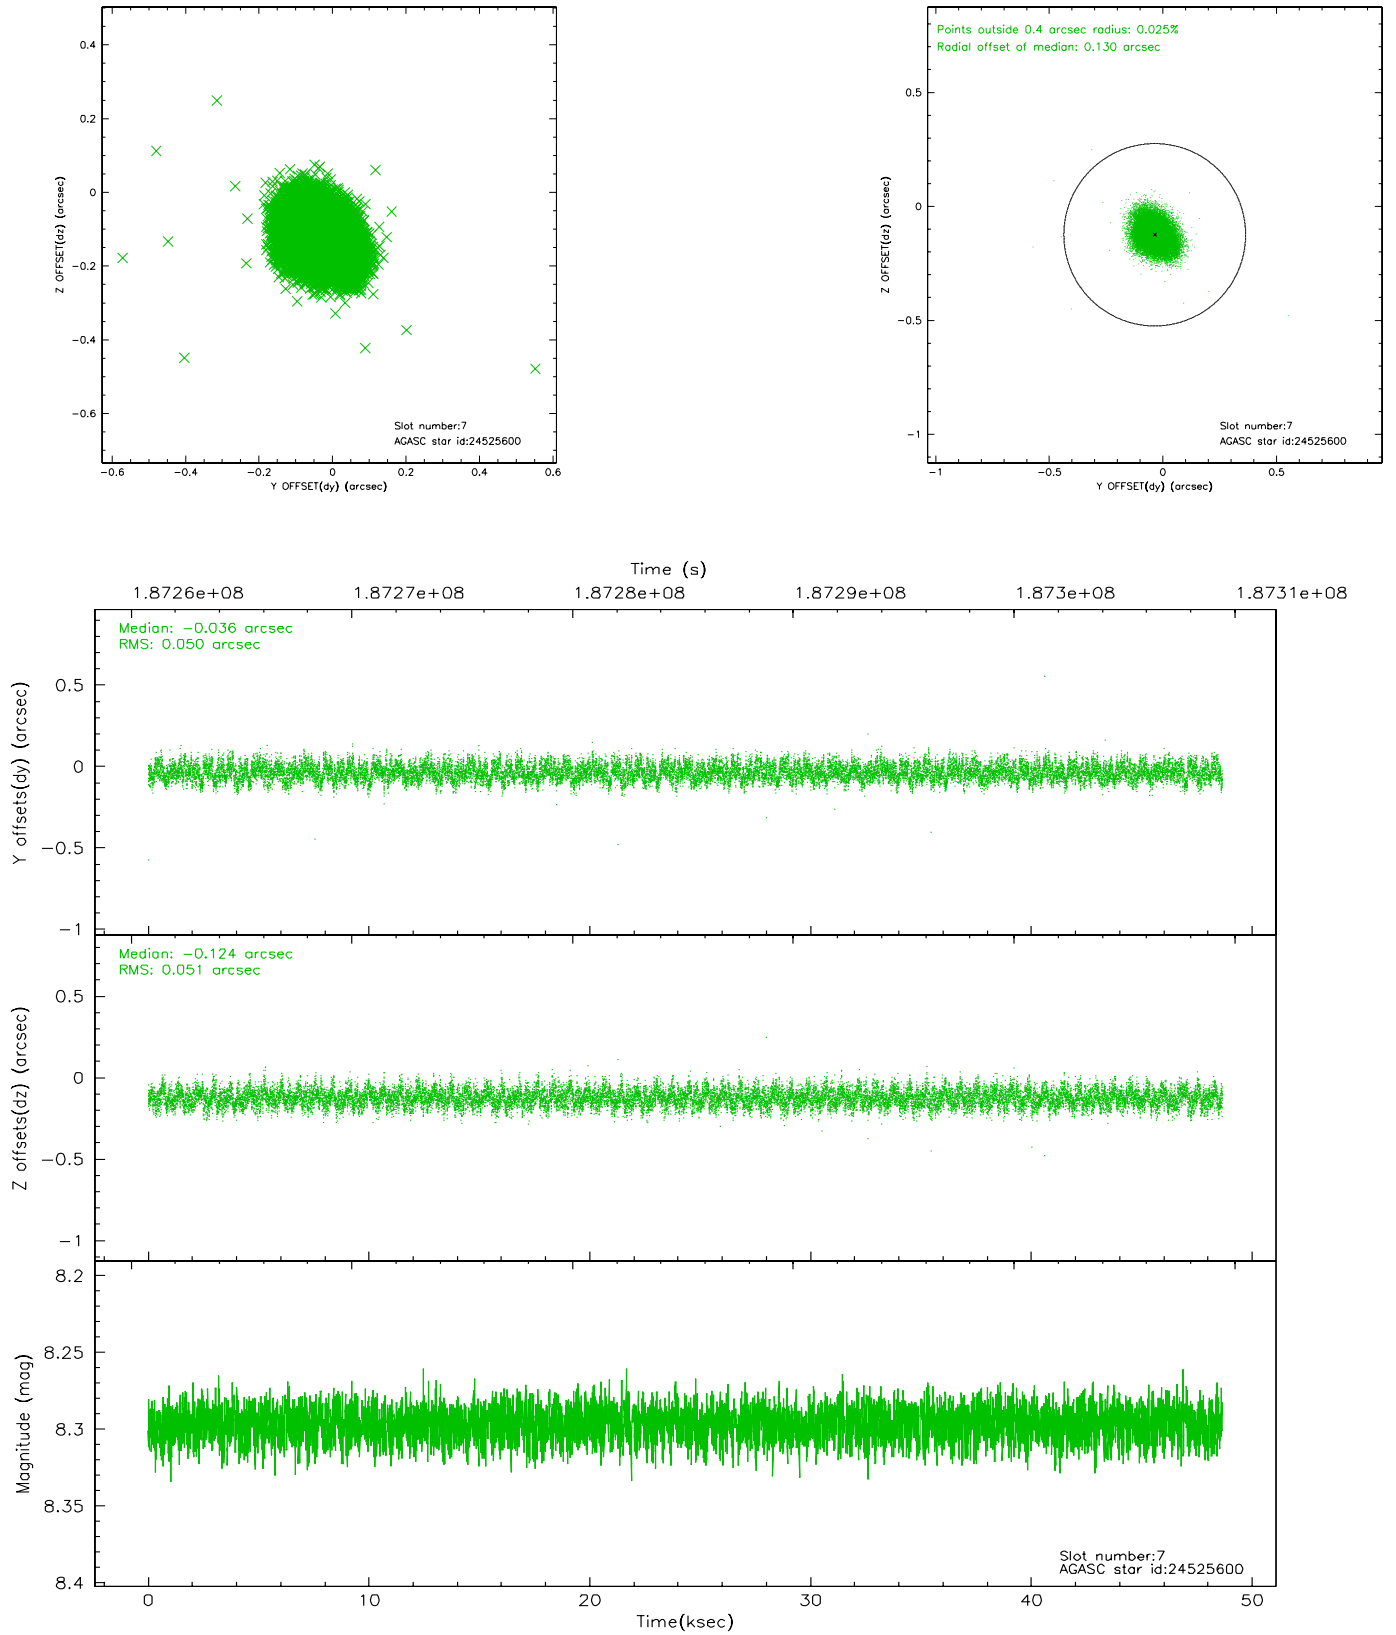 0.4
0.2
0
-0.2
-0.4
-0.6
Z OFFSET(dz) (arcsec)
Slot number:7
AGASC star id:24525600
-0.6 -0.4 -0.2 0 0.2 0.4 0.6
Y OFFSET(dy) (arcsec)
Points outside 0.4 arcsec radius: 0.025%
Radial offset of median: 0.130 arcsec
0.5
0
-0.5
-1
Z OFFSET(dz) (arcsec)
Slot number:7
AGASC star id:24525600
-1 -0.5 0 0.5
Y OFFSET(dy) (arcsec)
Time (s)
1.8726e+08 1.8727e+08 1.8728e+08 1.8729e+08 1.873e+08 1.8731e+08
Median: -0.036 arcsec
RMS: 0.050 arcsec
0.5
0
-0.5
-1
Y offsets(dy) (arcsec)
Median: -0.124 arcsec
RMS: 0.051 arcsec
0.5
0
-0.5
-1
Z offsets(dz) (arcsec)
8.2
8.25
8.3
8.35
8.4
Magnitude (mag)
Slot number:7
AGASC star id:24525600
0 10 20 30 40 50
Time(ksec)